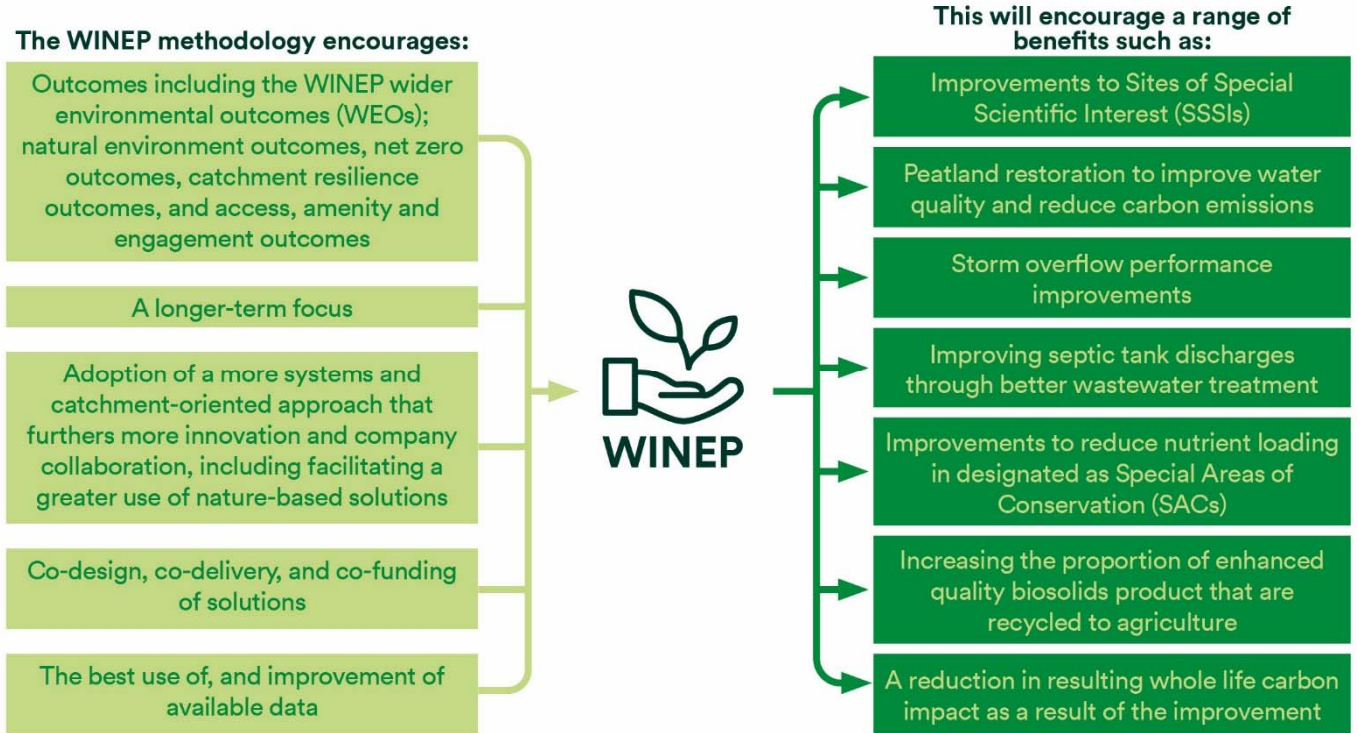 The WINEP methodology encourages:
Outcomes including the WINEP wider
environmental outcomes (WEOs);
natural environment outcomes, net zero
outcomes, catchment resilience
outcomes, and access, amenity and
engagement outcomes
A longer-term focus
Adoption of a more systems and
catchment-oriented approach that
furthers more innovation and company
collaboration, including facilitating a
greater use of nature-based solutions
Co-design, co-delivery, and co-funding
of solutions
The best use of, and improvement of
available data
WINEP
This will encourage a range of
benefits such as:
Improvements to Sites of Special
Scientific Interest (SSSIs)
Peatland restoration to improve water
quality and reduce carbon emissions
Storm overflow performance
improvements
Improving septic tank discharges
through better wastewater treatment
Improvements to reduce nutrient loading
in designated as Special Areas of
Conservation (SACs)
Increasing the proportion of enhanced
quality biosolids product that are
recycled to agriculture
A reduction in resulting whole life carbon
impact as a result of the improvement